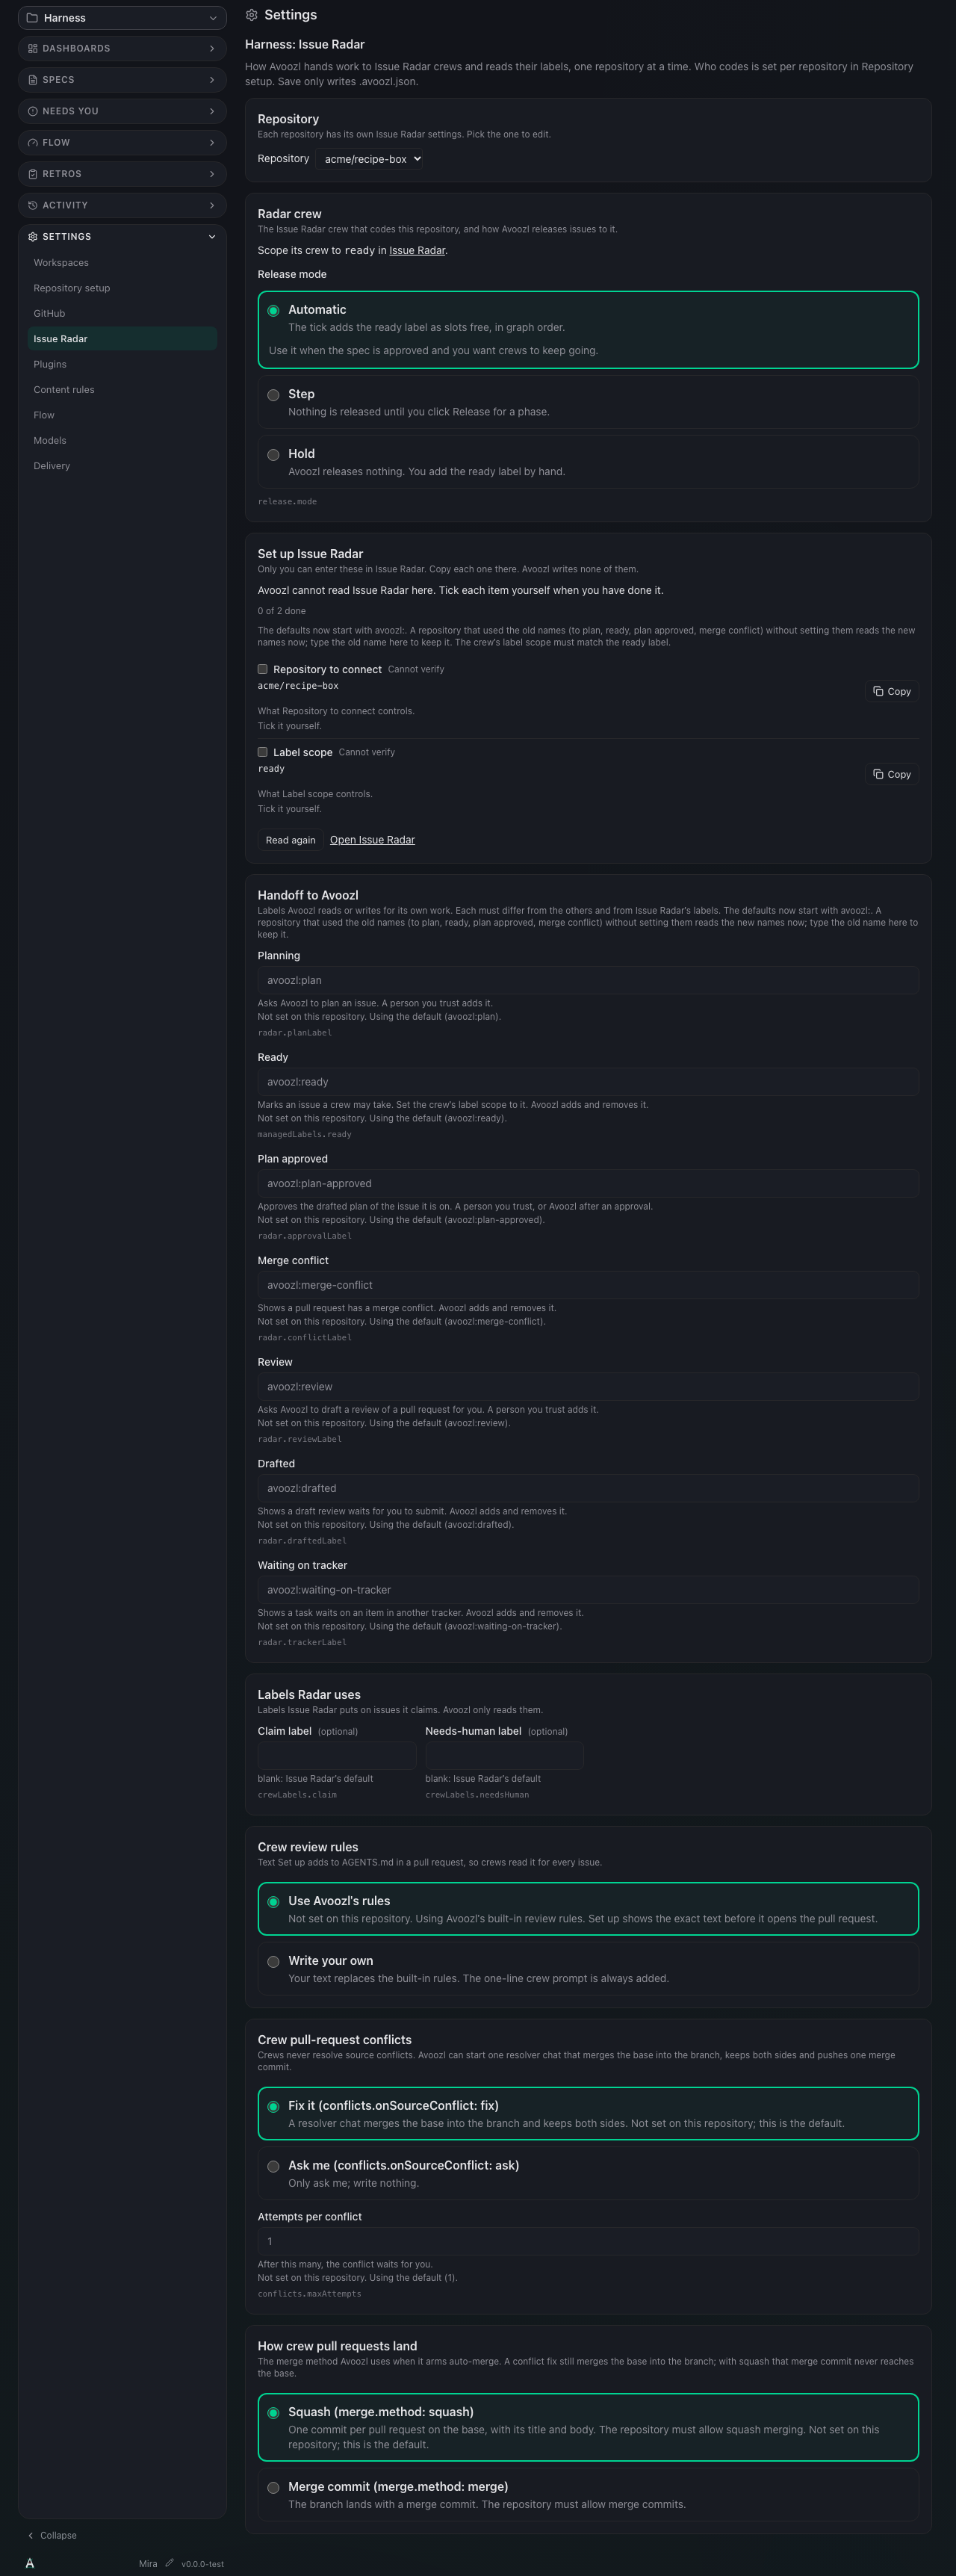 Harness
DASHBOARDS
SPECS
NEEDS YOU
FLOW
RETROS
ACTIVITY
SETTINGS
Workspaces
Repository setup
GitHub
Issue Radar
Plugins
Content rules
Flow
Models
Delivery
Collapse
A
Mira
v0.0.0-test
Settings
Harness: Issue Radar
How Avoozl hands work to Issue Radar crews and reads their labels, one repository at a time. Who codes is set per repository in Repository
setup. Save only writes .avoozl.json.
Repository
Each repository has its own Issue Radar settings. Pick the one to edit.
Repository acme/recipe-box
Radar crew
The Issue Radar crew that codes this repository, and how Avoozl releases issues to it.
Scope its crew to ready in Issue Radar.
Release mode
Automatic
The tick adds the ready label as slots free, in graph order.
Use it when the spec is approved and you want crews to keep going.
Step
Nothing is released until you click Release for a phase.
Hold
Avoozl releases nothing. You add the ready label by hand.
release.mode
Set up Issue Radar
Only you can enter these in Issue Radar. Copy each one there. Avoozl writes none of them.
Avoozl cannot read Issue Radar here. Tick each item yourself when you have done it.
0 of 2 done
The defaults now start with avoozl:. A repository that used the old names (to plan, ready, plan approved, merge conflict) without setting them reads the new
names now; type the old name here to keep it. The crew's label scope must match the ready label.
Repository to connect Cannot verify
acme/recipe-box
Copy
What Repository to connect controls.
Tick it yourself.
Label scope Cannot verify
ready
Copy
What Label scope controls.
Tick it yourself.
Read again Open Issue Radar
Handoff to Avoozl
Labels Avoozl reads or writes for its own work. Each must differ from the others and from Issue Radar's labels. The defaults now start with avoozl:. A
repository that used the old names (to plan, ready, plan approved, merge conflict) without setting them reads the new names now; type the old name here to
keep it.
Planning
avoozl:plan
Asks Avoozl to plan an issue. A person you trust adds it.
Not set on this repository. Using the default (avoozl:plan).
radar.planLabel
Ready
avoozl:ready
Marks an issue a crew may take. Set the crew's label scope to it. Avoozl adds and removes it.
Not set on this repository. Using the default (avoozl:ready).
managedLabels.ready
Plan approved
avoozl:plan-approved
Approves the drafted plan of the issue it is on. A person you trust, or Avoozl after an approval.
Not set on this repository. Using the default (avoozl:plan-approved).
radar.approvalLabel
Merge conflict
avoozl:merge-conflict
Shows a pull request has a merge conflict. Avoozl adds and removes it.
Not set on this repository. Using the default (avoozl:merge-conflict).
radar.conflictLabel
Review
avoozl:review
Asks Avoozl to draft a review of a pull request for you. A person you trust adds it.
Not set on this repository. Using the default (avoozl:review).
radar.reviewLabel
Drafted
avoozl:drafted
Shows a draft review waits for you to submit. Avoozl adds and removes it.
Not set on this repository. Using the default (avoozl:drafted).
radar.draftedLabel
Waiting on tracker
avoozl:waiting-on-tracker
Shows a task waits on an item in another tracker. Avoozl adds and removes it.
Not set on this repository. Using the default (avoozl:waiting-on-tracker).
radar.trackerLabel
Labels Radar uses
Labels Issue Radar puts on issues it claims. Avoozl only reads them.
Claim label (optional) Needs-human label (optional)
blank: Issue Radar's default blank: Issue Radar's default
crewLabels.claim crewLabels.needsHuman
Crew review rules
Text Set up adds to AGENTS.md in a pull request, so crews read it for every issue.
Use Avoozl's rules
Not set on this repository. Using Avoozl's built-in review rules. Set up shows the exact text before it opens the pull request.
Write your own
Your text replaces the built-in rules. The one-line crew prompt is always added.
Crew pull-request conflicts
Crews never resolve source conflicts. Avoozl can start one resolver chat that merges the base into the branch, keeps both sides and pushes one merge
commit.
Fix it (conflicts.onSourceConflict: fix)
A resolver chat merges the base into the branch and keeps both sides. Not set on this repository; this is the default.
Ask me (conflicts.onSourceConflict: ask)
Only ask me; write nothing.
Attempts per conflict
1
After this many, the conflict waits for you.
Not set on this repository. Using the default (1).
conflicts.maxAttempts
How crew pull requests land
The merge method Avoozl uses when it arms auto-merge. A conflict fix still merges the base into the branch; with squash that merge commit never reaches
the base.
Squash (merge.method: squash)
One commit per pull request on the base, with its title and body. The repository must allow squash merging. Not set on this
repository; this is the default.
Merge commit (merge.method: merge)
The branch lands with a merge commit. The repository must allow merge commits.